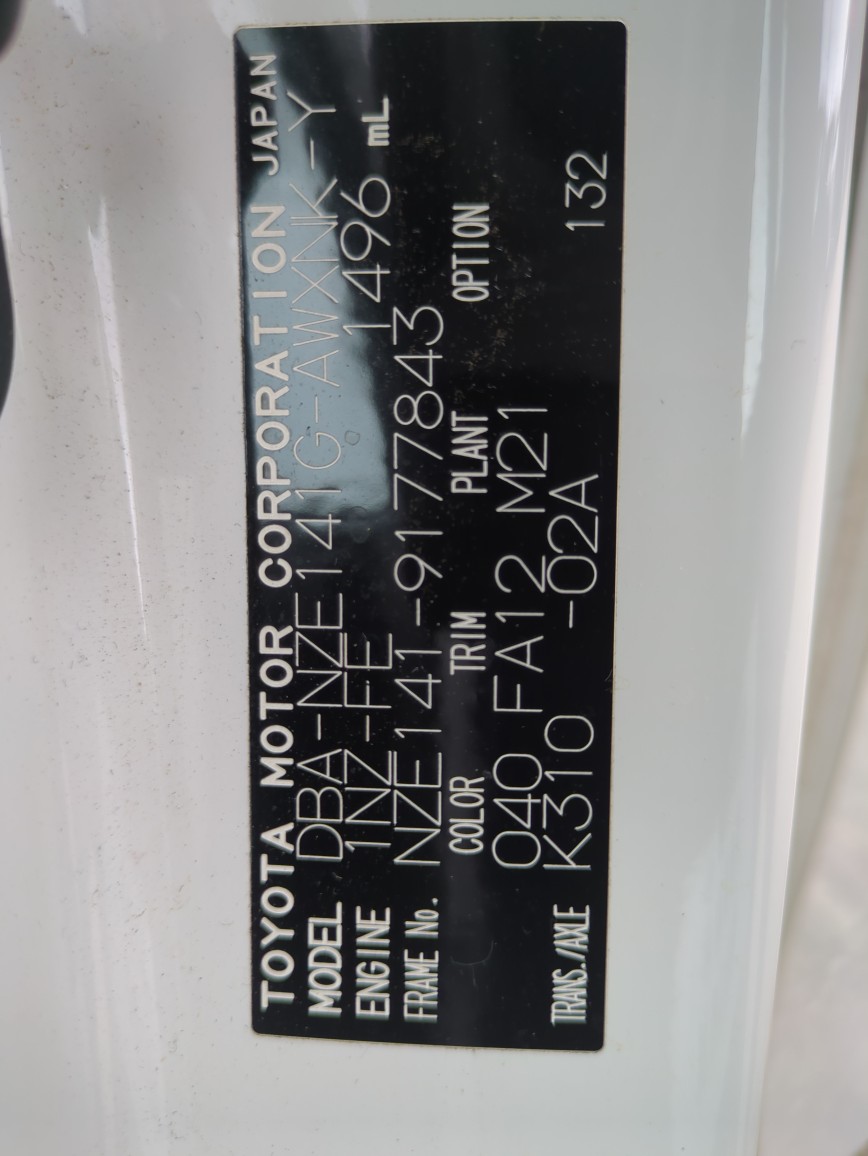 TOYOTA MOTOR CORPORATION JAPAN
MODEL DBA-NZE141G-AWXNK-Y
ENGINE 1NZ-FE 1496 mL
FRAME No. NZE141-9177843
COLOR TRIM PLANT OPTION
040 FA12 M21
TRANS./AXLE K310 -02A 132